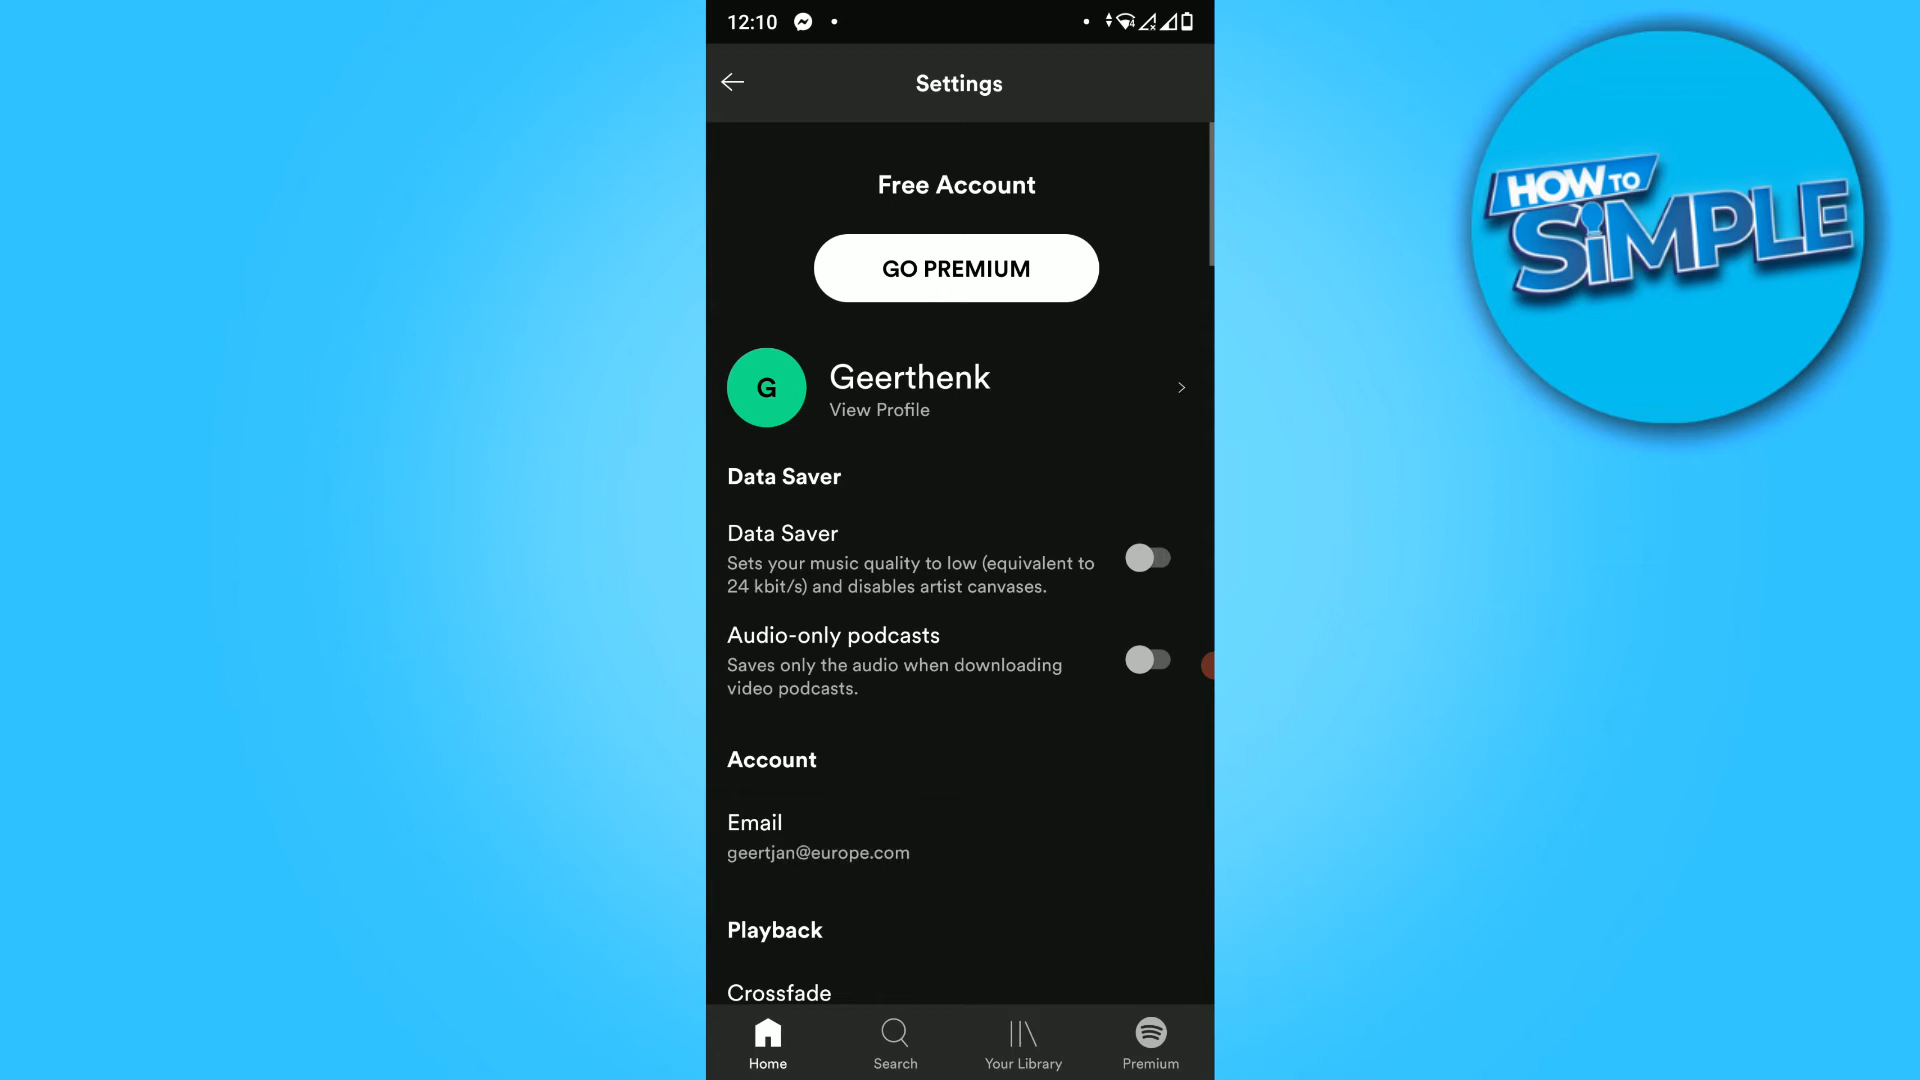 12:10
Settings
Free Account
GO PREMIUM
G
Geerthenk
View Profile
Data Saver
Data Saver
Sets your music quality to low (equivalent to
24 kbit/s) and disables artist canvases.
Audio-only podcasts
Saves only the audio when downloading
video podcasts.
Account
Email
geertjan@europe.com
Playback
Crossfade
Home
Search
Your Library
Premium
HOW TO
SiMPLE